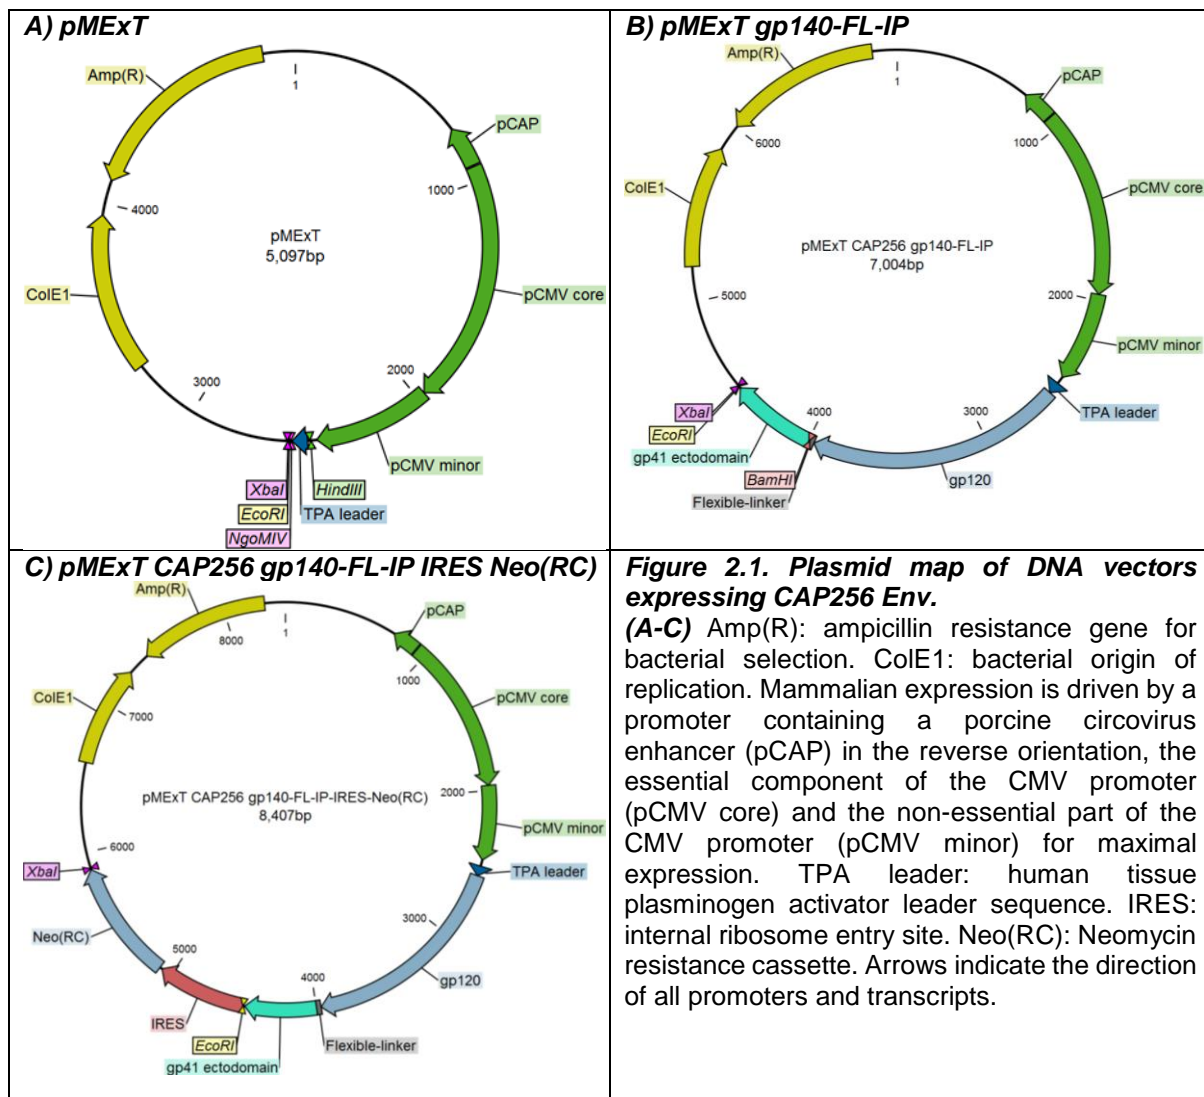 A) pMExT
Amp(R)
1
pCAP
1000
4000
pMExT
5,097bp
ColE1
pCMV core
2000
3000
pCMV minor
XbaI
HindIII
EcoRI
TPA leader
NgoMIV
B) pMExT gp140-FL-IP
Amp(R)
1
pCAP
6000
1000
ColE1
pCMV core
pMExT CAP256 gp140-FL-IP
7,004bp
5000
2000
pCMV minor
XbaI
4000
3000
TPA leader
EcoRI
gp41 ectodomain
BamHI
gp120
Flexible-linker
C) pMExT CAP256 gp140-FL-IP IRES Neo(RC)
Amp(R)
8000
1
pCAP
1000
ColE1
7000
pCMV core
pMExT CAP256 gp140-FL-IP-IRES-Neo(RC)
8,407bp
2000
pCMV minor
6000
XbaI
TPA leader
3000
Neo(RC)
5000
4000
gp120
IRES
EcoRI
Flexible-linker
gp41 ectodomain
Figure 2.1. Plasmid map of DNA vectors
expressing CAP256 Env.
(A-C) Amp(R): ampicillin resistance gene for
bacterial selection. ColE1: bacterial origin of
replication. Mammalian expression is driven by a
promoter containing a porcine circovirus
enhancer (pCAP) in the reverse orientation, the
essential component of the CMV promoter
(pCMV core) and the non-essential part of the
CMV promoter (pCMV minor) for maximal
expression. TPA leader: human tissue
plasminogen activator leader sequence. IRES:
internal ribosome entry site. Neo(RC): Neomycin
resistance cassette. Arrows indicate the direction
of all promoters and transcripts.